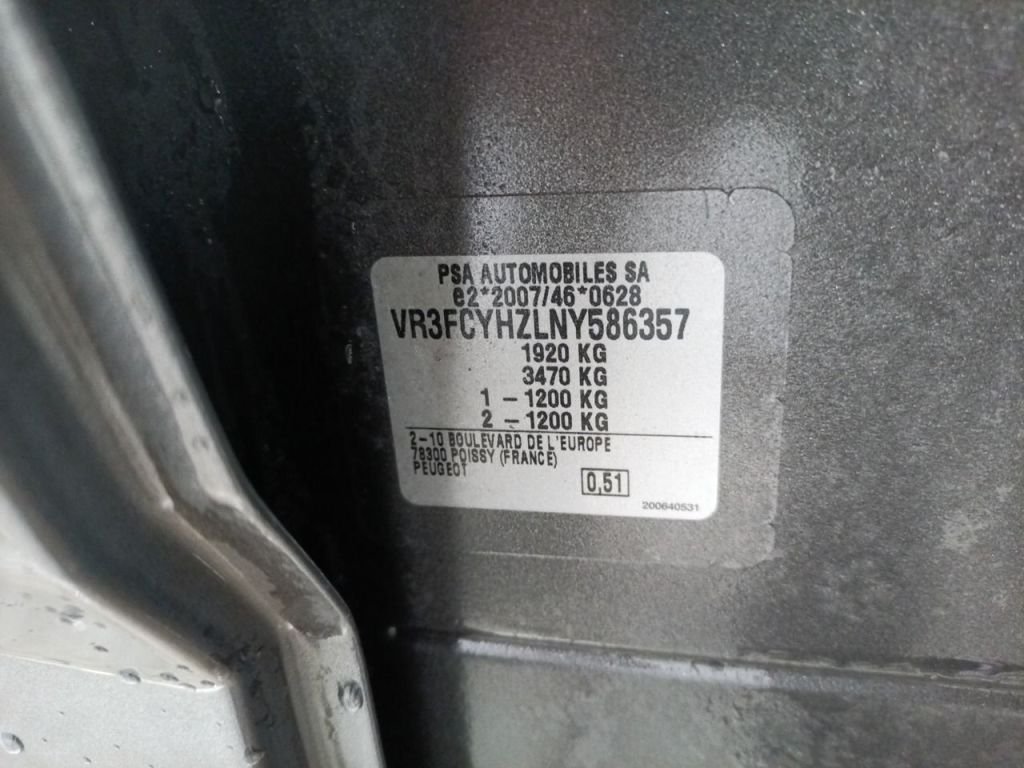 PSA AUTOMOBILES SA
e2*2007/46*0628
VR3FCYHZLNY586357
1920 KG
3470 KG
1 – 1200 KG
2 – 1200 KG
2–10 BOULEVARD DE L'EUROPE
78300 POISSY (FRANCE)
PEUGEOT
0,51
200640531